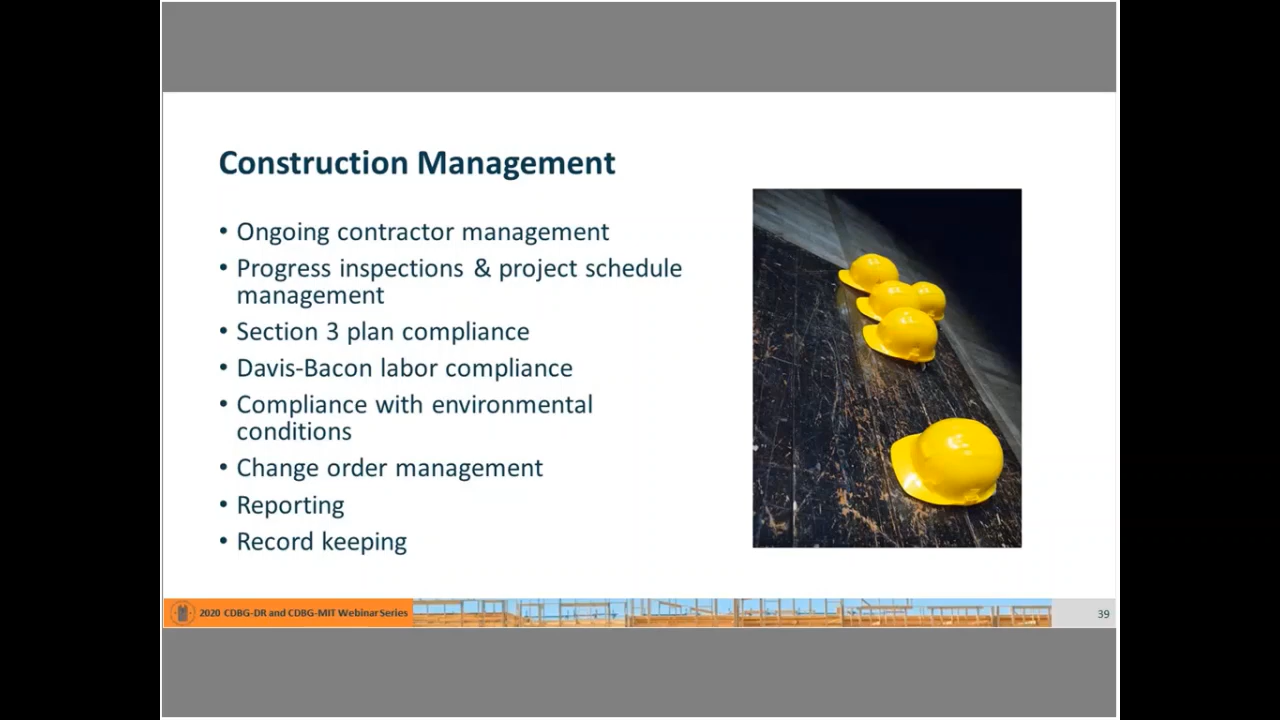 Construction Management
• Ongoing contractor management
• Progress inspections & project schedule
management
• Section 3 plan compliance
• Davis-Bacon labor compliance
• Compliance with environmental
conditions
• Change order management
• Reporting
• Record keeping
2020 CDBG-DR and CDBG-MIT Webinar Series
39